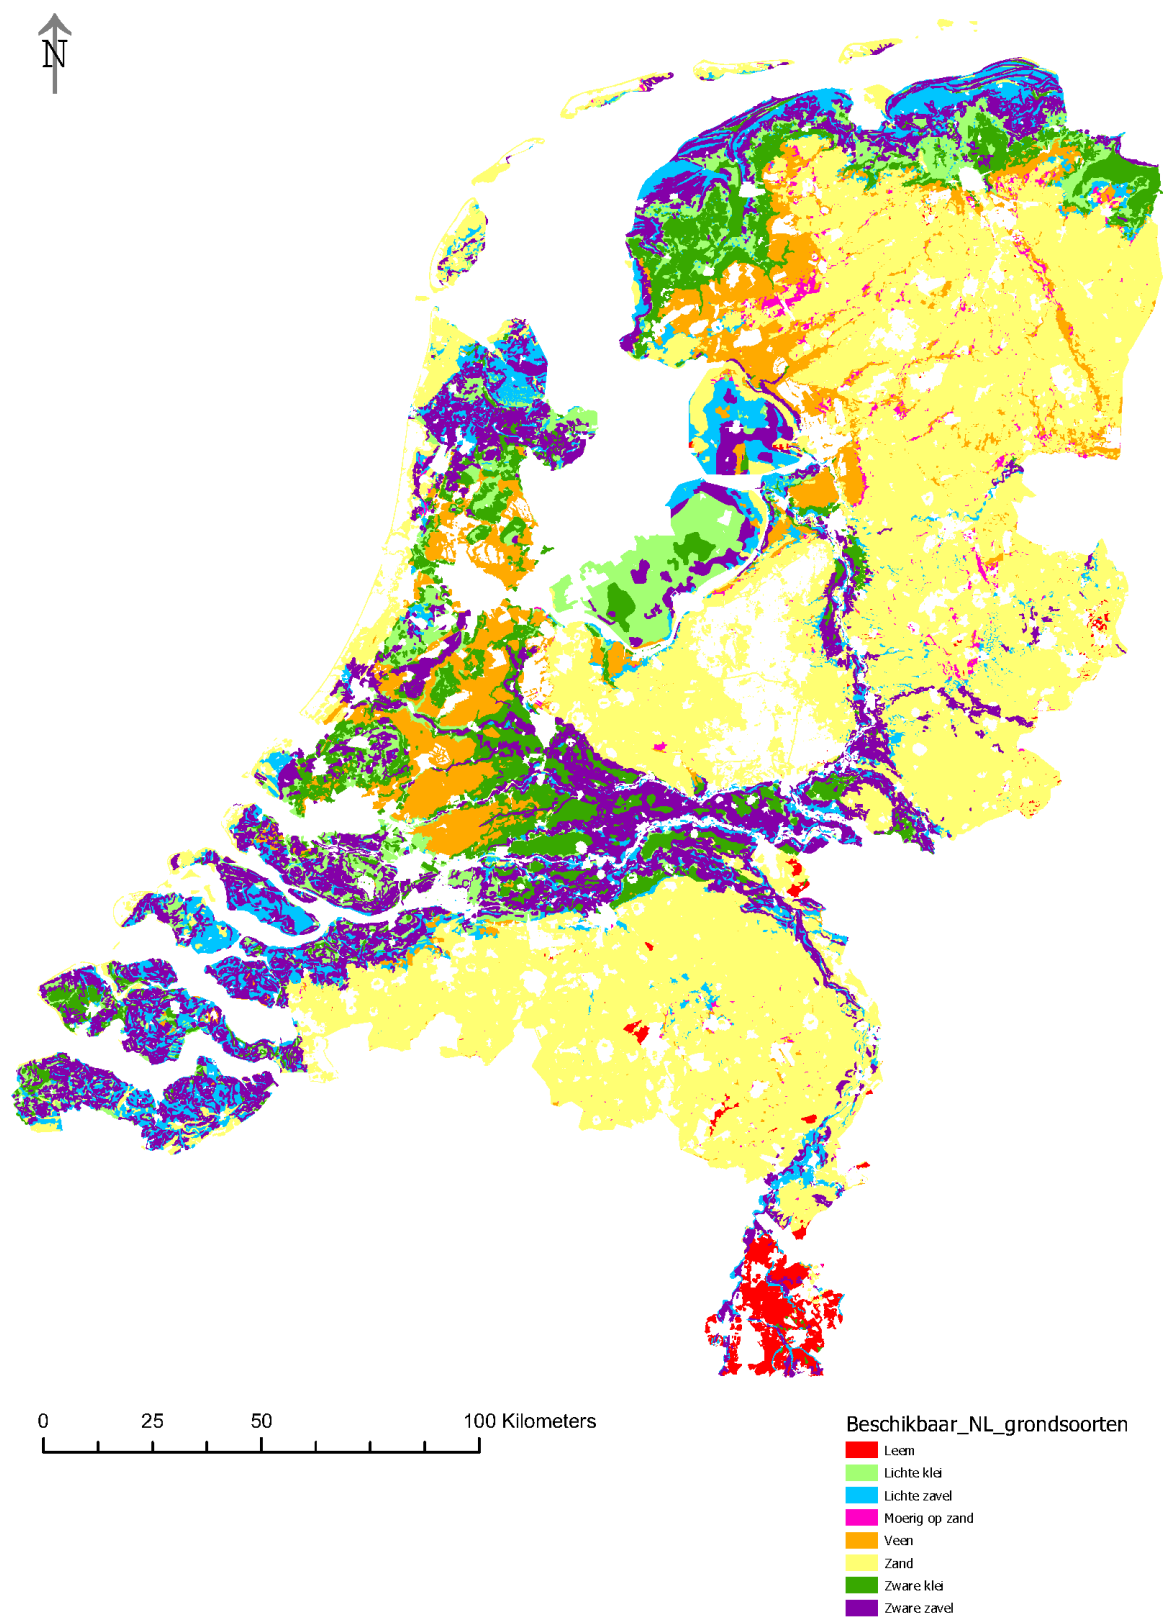 N
0 25 50 100 Kilometers
Beschikbaar_NL_grondsoorten
Leem
Lichte klei
Lichte zavel
Moerig op zand
Veen
Zand
Zware klei
Zware zavel